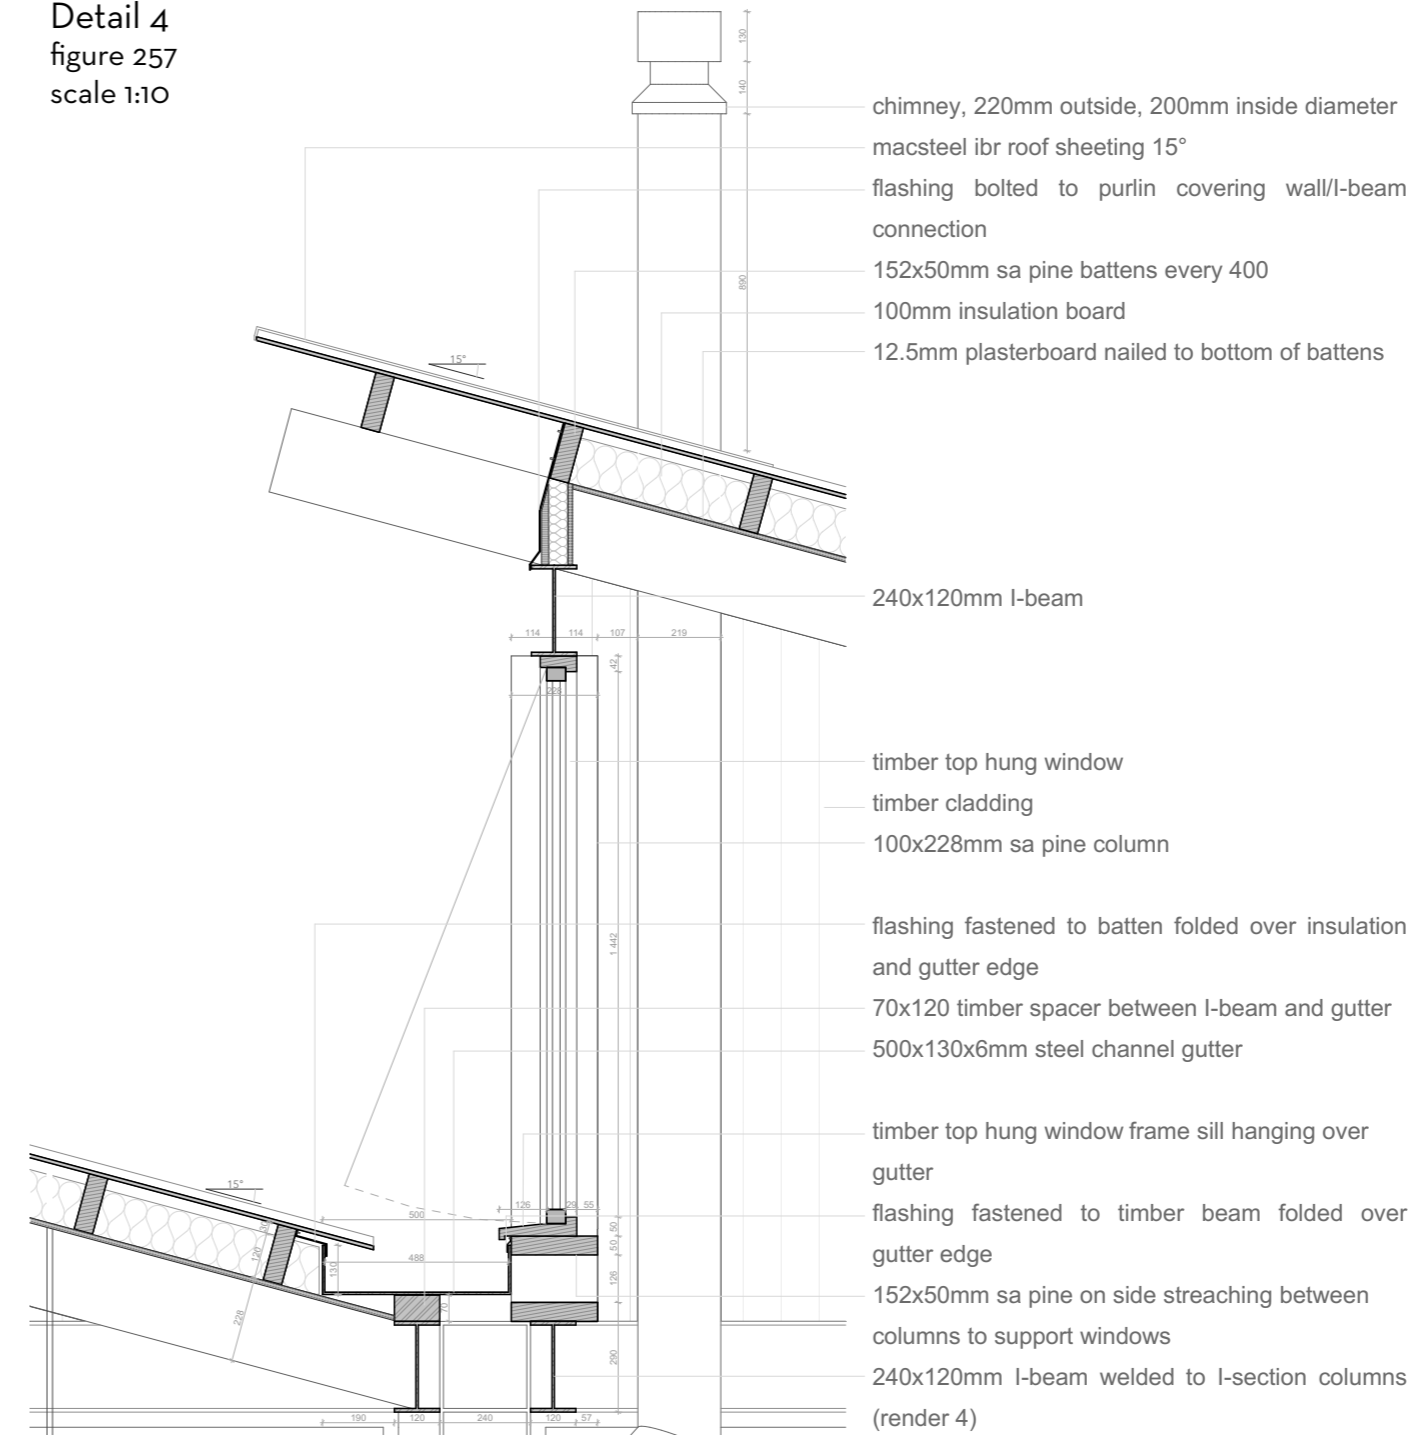 Detail 4
figure 257
scale 1:10
130
140
chimney, 220mm outside, 200mm inside diameter
macsteel ibr roof sheeting 15°
flashing bolted to purlin covering wall/I-beam
connection
152x50mm sa pine battens every 400
890
100mm insulation board
12.5mm plasterboard nailed to bottom of battens
15°
240x120mm I-beam
114 114 107 219
42
228
timber top hung window
timber cladding
100x228mm sa pine column
flashing fastened to batten folded over insulation
and gutter edge
1 442
70x120 timber spacer between I-beam and gutter
500x130x6mm steel channel gutter
timber top hung window frame sill hanging over
gutter
15°
126 29 55
500
flashing fastened to timber beam folded over
gutter edge
50
50
120
488
130
126
152x50mm sa pine on side streaching between
columns to support windows
70
228
290
240x120mm I-beam welded to I-section columns
(render 4)
190 120 240 120 57